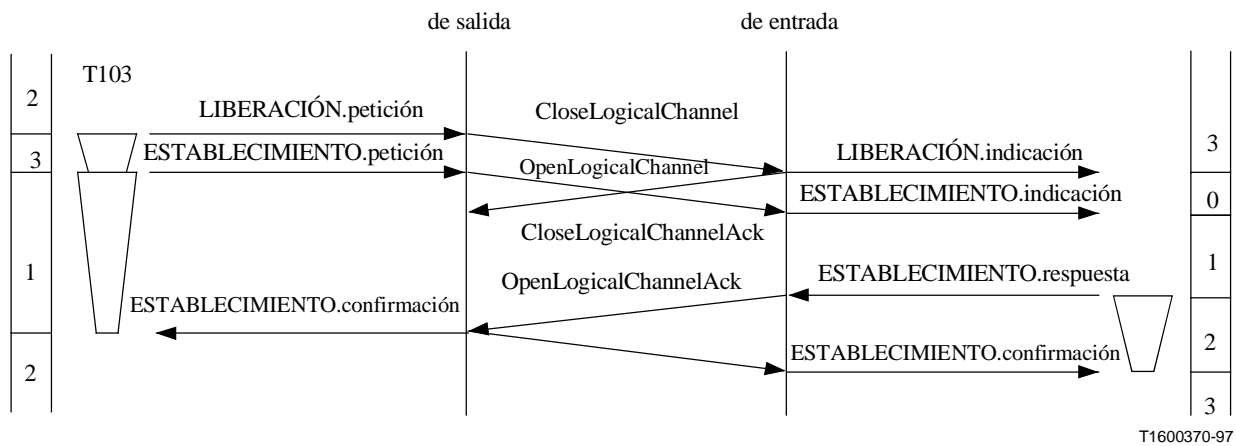 de salida
de entrada
T103
2
LIBERACIÓN.petición
CloseLogicalChannel
3
3
ESTABLECIMIENTO.petición
OpenLogicalChannel
LIBERACIÓN.indicación
ESTABLECIMIENTO.indicación
0
CloseLogicalChannelAck
1
OpenLogicalChannelAck
ESTABLECIMIENTO.respuesta
1
ESTABLECIMIENTO.confirmación
2
ESTABLECIMIENTO.confirmación
2
3
T1600370-97